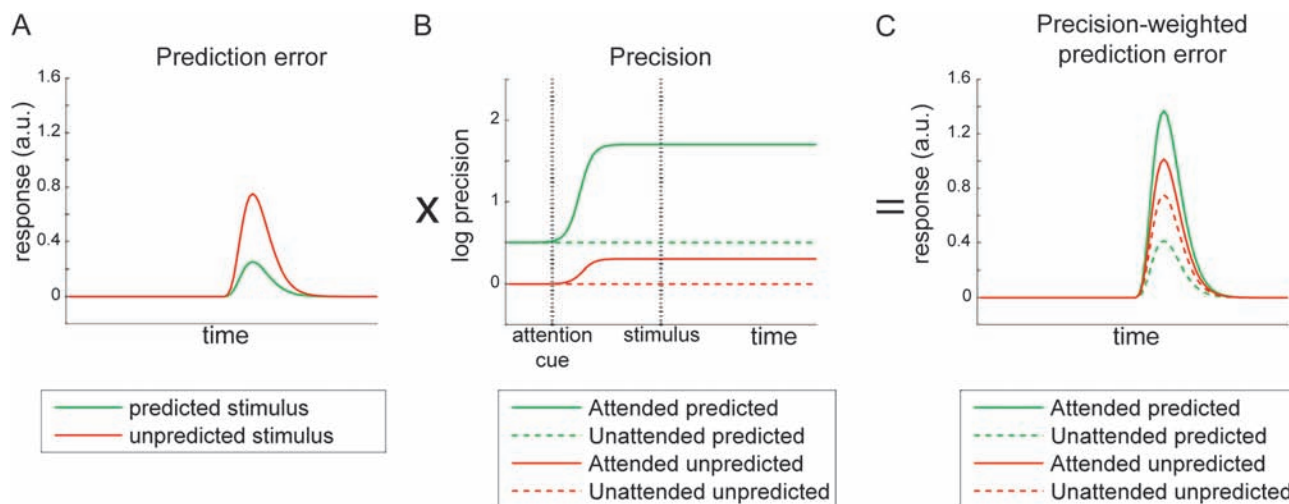 A
Prediction error
response (a.u.)
1.6
1.2
0.8
0.4
0
time
predicted stimulus
unpredicted stimulus
X
B
Precision
log precision
2
1
0
attention
cue
stimulus
time
Attended predicted
Unattended predicted
Attended unpredicted
Unattended unpredicted
=
C
Precision-weighted
prediction error
response (a.u.)
1.6
1.2
0.8
0.4
0
time
Attended predicted
Unattended predicted
Attended unpredicted
Unattended unpredicted